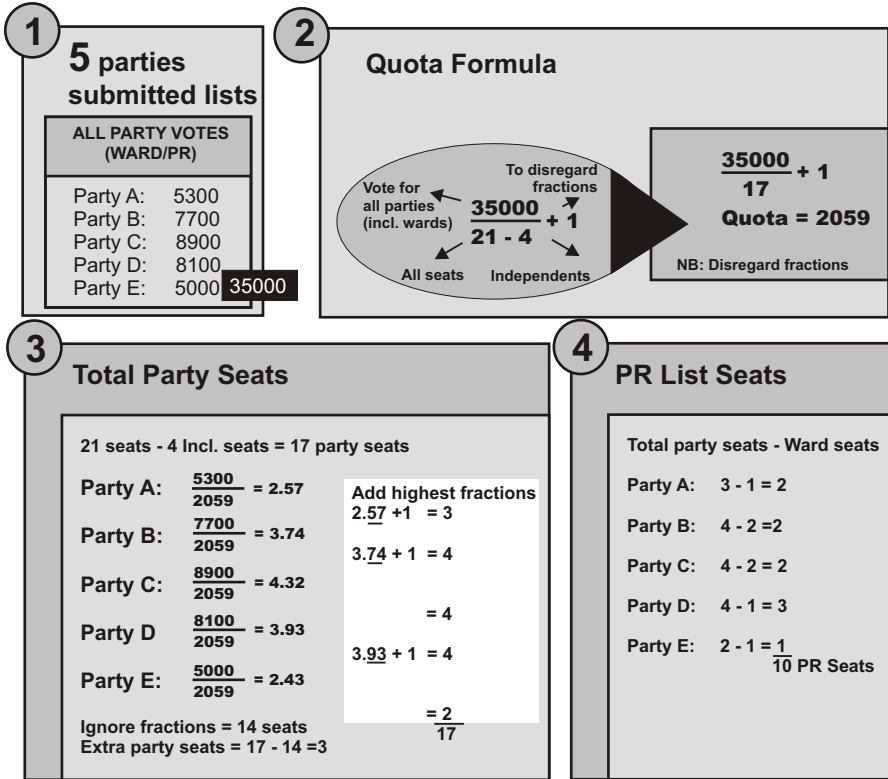 1
5 parties
submitted lists
ALL PARTY VOTES
(WARD/PR)
Party A: 5300
Party B: 7700
Party C: 8900
Party D: 8100
Party E: 5000 35000
2
Quota Formula
Vote for
all parties
(incl. wards)
To disregard
fractions
35000
21 - 4
+ 1
All seats
Independents
35000
17
+ 1
Quota = 2059
NB: Disregard fractions
3
Total Party Seats
21 seats - 4 Incl. seats = 17 party seats
Party A: 5300 / 2059 = 2.57
Party B: 7700 / 2059 = 3.74
Party C: 8900 / 2059 = 4.32
Party D 8100 / 2059 = 3.93
Party E: 5000 / 2059 = 2.43
Add highest fractions
2.57 +1 = 3
3.74 + 1 = 4
= 4
3.93 + 1 = 4
= 2
17
Ignore fractions = 14 seats
Extra party seats = 17 - 14 =3
4
PR List Seats
Total party seats - Ward seats
Party A: 3 - 1 = 2
Party B: 4 - 2 =2
Party C: 4 - 2 = 2
Party D: 4 - 1 = 3
Party E: 2 - 1 = 1
10 PR Seats